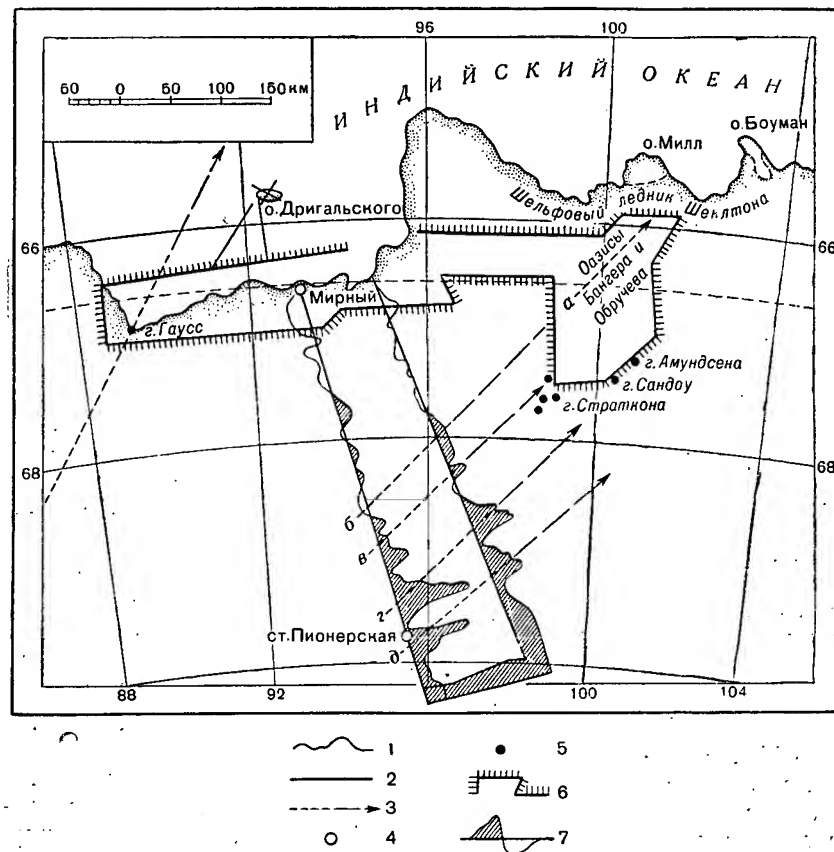 96 100
50 0 50 100 150 км
ИНДИЙСКИЙ ОКЕАН
о.Боуман
о.Милл
о.Дригальского
Шельфовый ледник Шеклтона
66 66
Оазисы
Бангера и
Обручева
а
Мирный
г.Гаусс
г.Амундсена
г.Сандоу
г.Страткона
68 68
б
в
г
ст.Пионерская
д
88 92 100 104
1 5
2 6
3 7
4